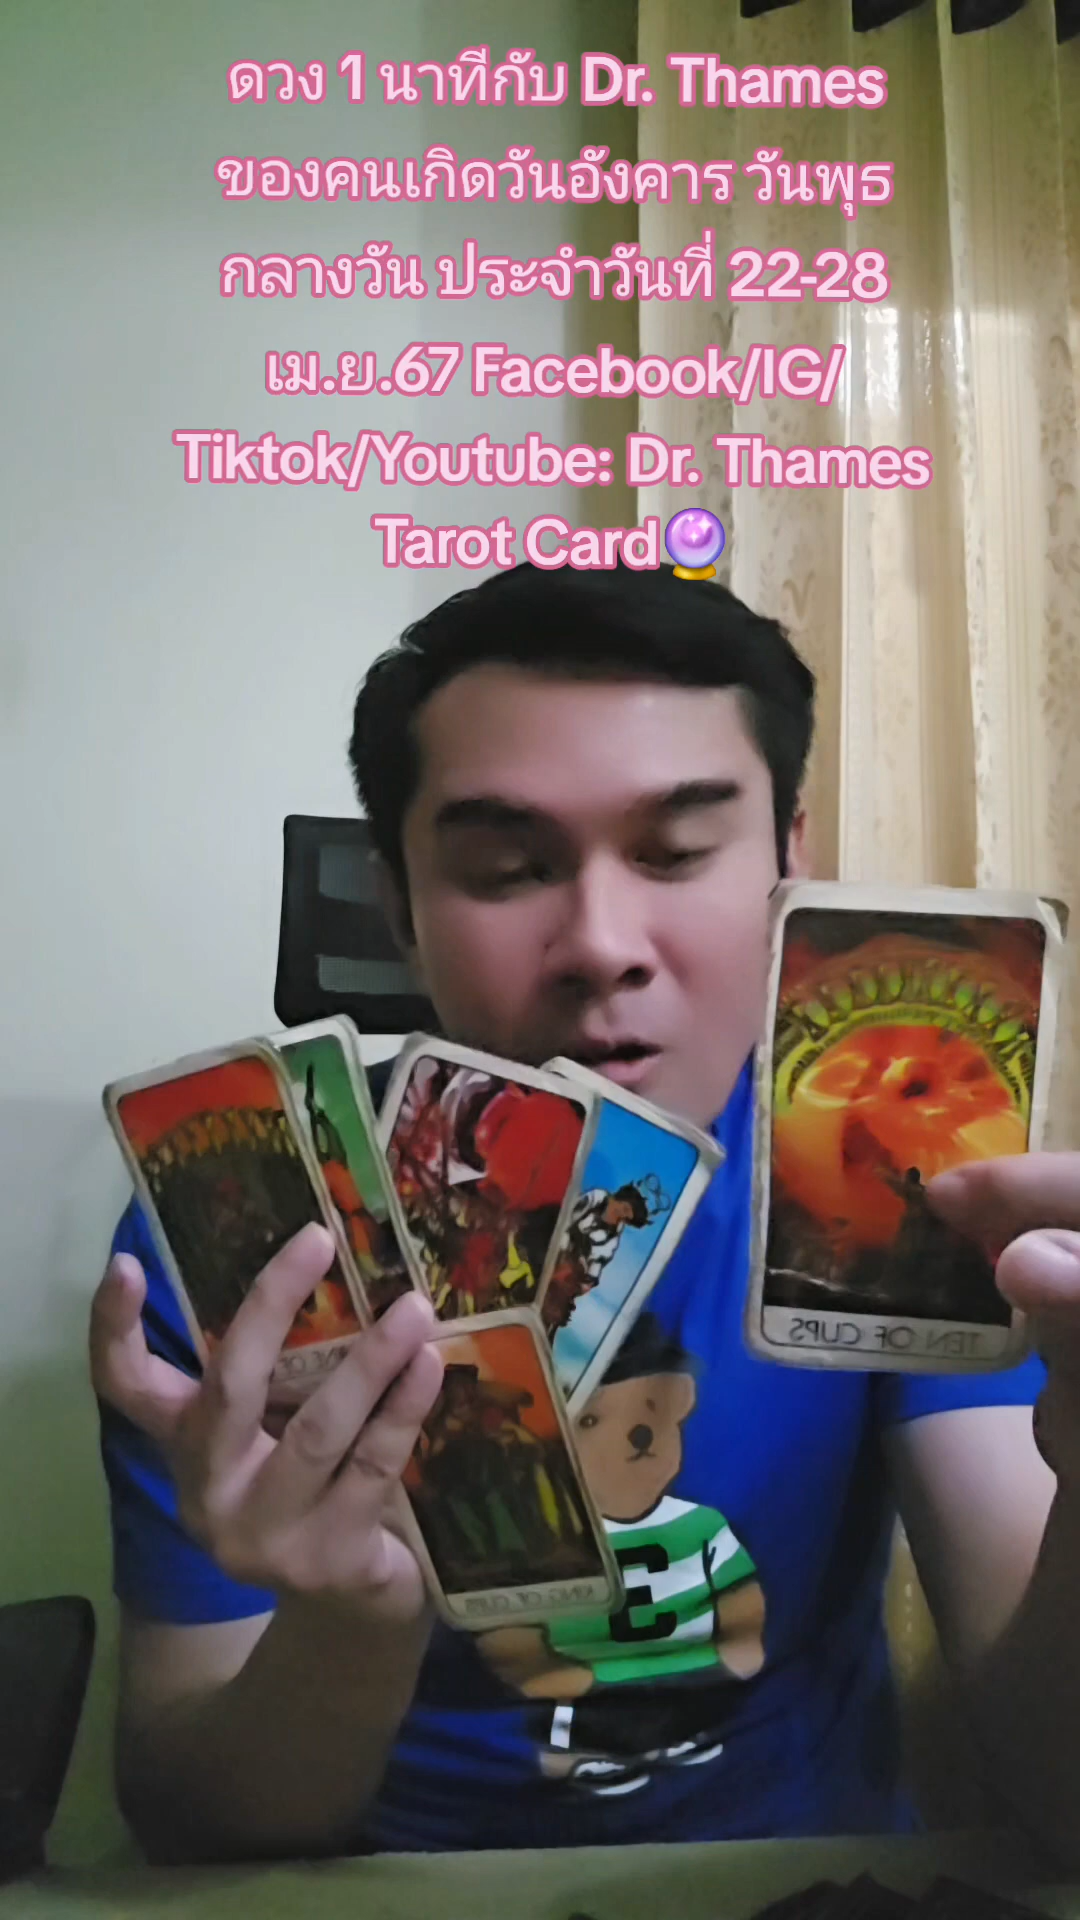 ดวง 1 นาทีกับ Dr. Thames
ของคนเกิดวันอังคาร วันพุธ
กลางวัน ประจำวันที่ 22-28
เม.ย.67 Facebook/IG/
Tiktok/Youtube: Dr. Thames
Tarot Card
TEN OF CUPS
KING OF CUPS